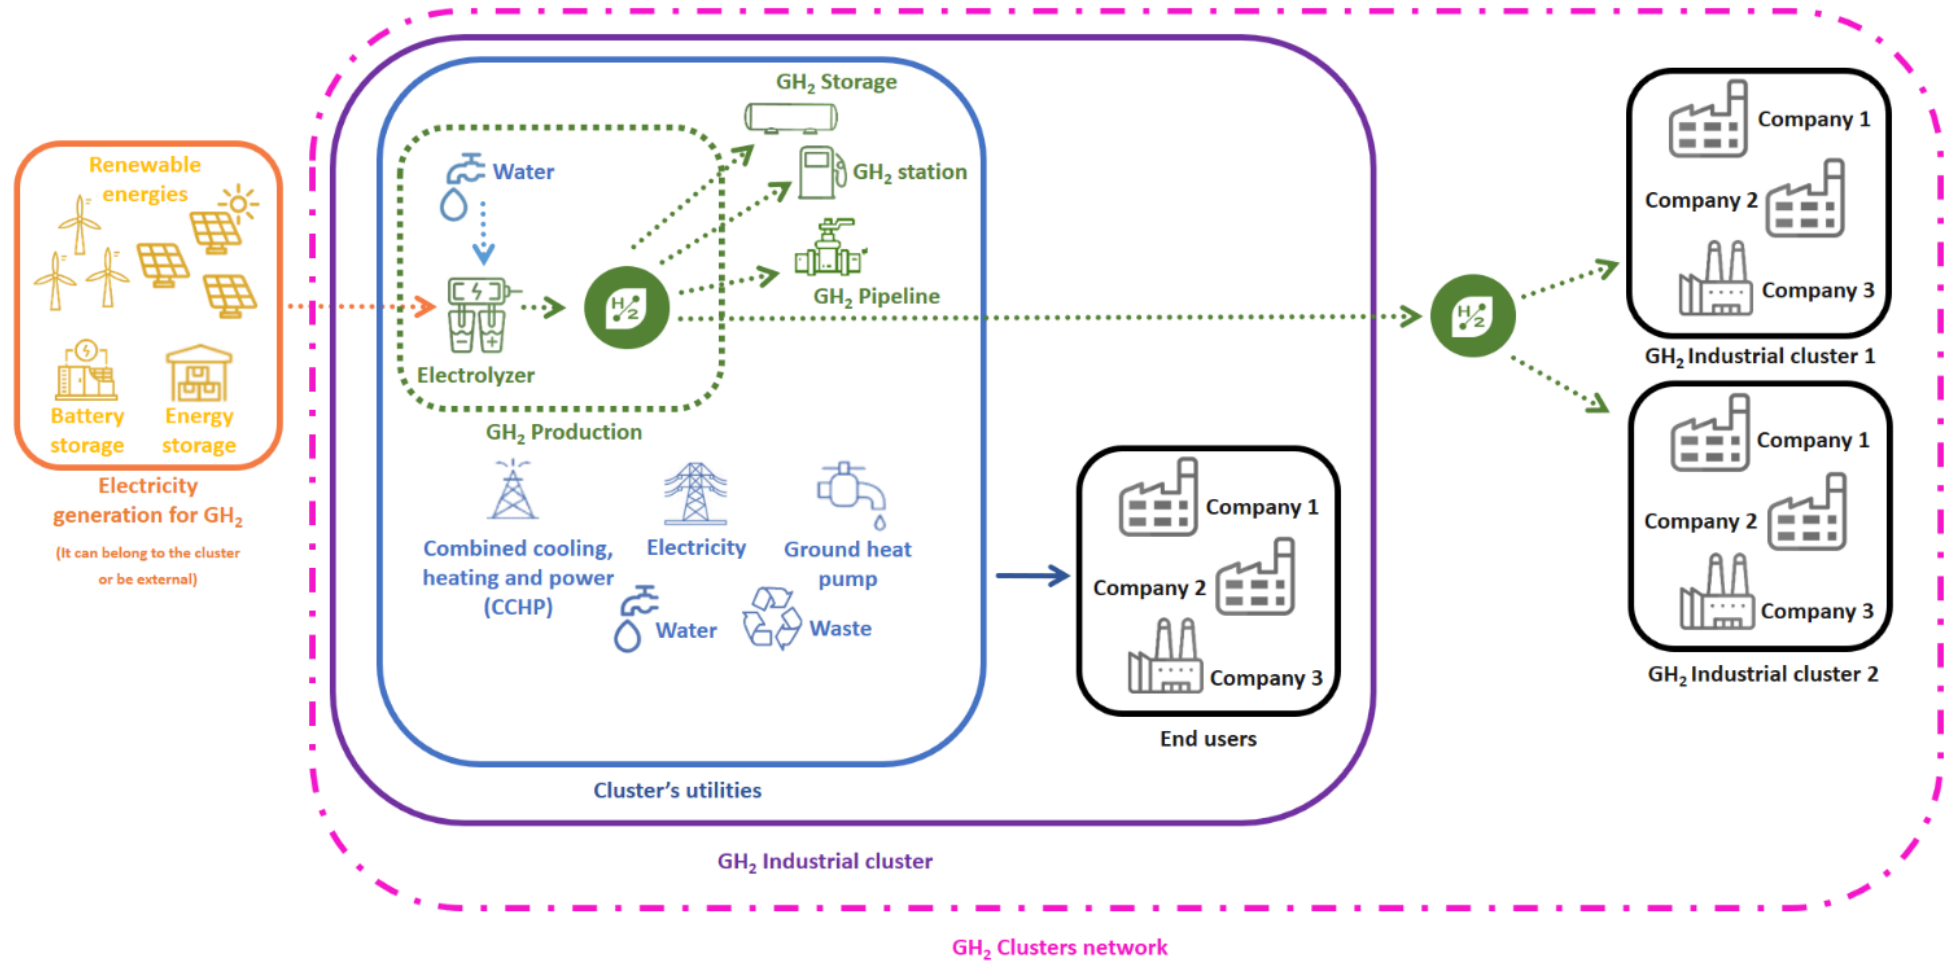 Renewable
energies
Battery
storage
Energy
storage
Electricity
generation for GH₂
(It can belong to the cluster
or be external)
Water
Electrolyzer
H₂
GH₂ Production
GH₂ Storage
GH₂ station
GH₂ Pipeline
Combined cooling,
heating and power
(CCHP)
Electricity
Ground heat
pump
Water
Waste
Cluster’s utilities
Company 1
Company 2
Company 3
End users
GH₂ Industrial cluster
H₂
Company 1
Company 2
Company 3
GH₂ Industrial cluster 1
Company 1
Company 2
Company 3
GH₂ Industrial cluster 2
GH₂ Clusters network